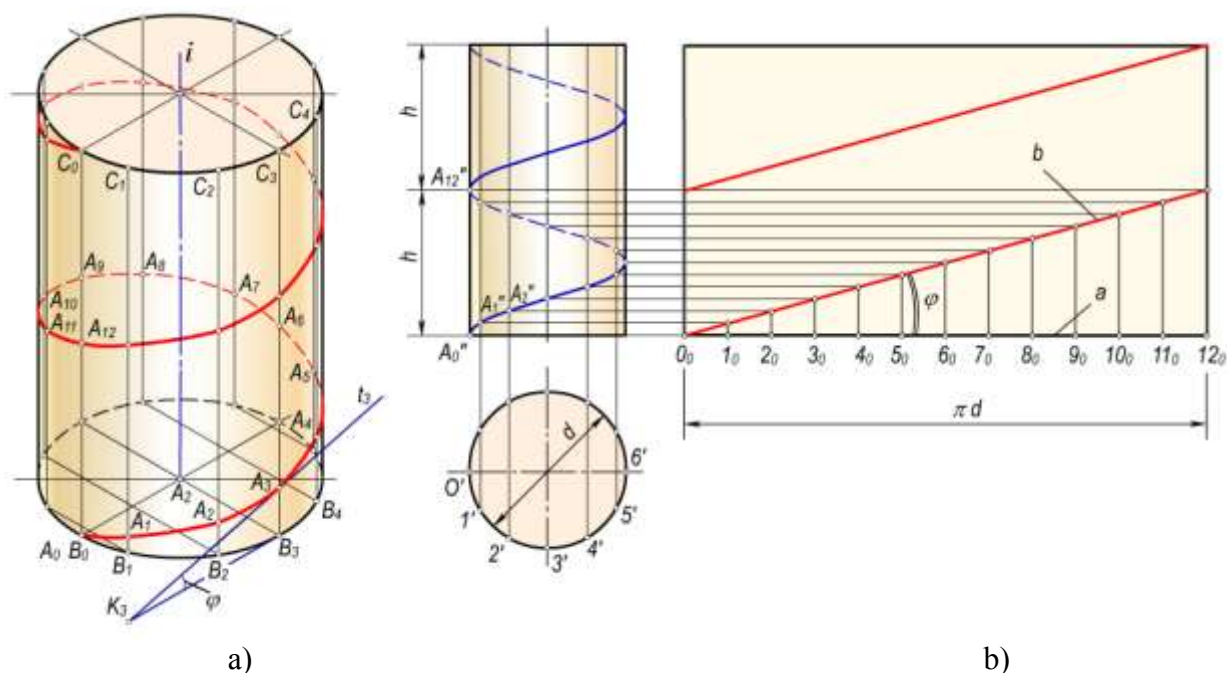 i
C₄
C₀
C₁
C₂
C₃
A₉
A₈
A₇
A₁₀
A₁₁
A₁₂
A₆
A₅
t₃
A₄
A₃
A₂
A₂
A₁
B₄
A₀ B₀
B₁
B₂
B₃
K₃
φ
a)
h
A₁₂"
h
A₁" A₂"
A₀"
d
6'
O'
1'
5'
2'
3'
4'
b
φ
a
0₀ 1₀ 2₀ 3₀ 4₀ 5₀ 6₀ 7₀ 8₀ 9₀ 10₀ 11₀ 12₀
π d
b)